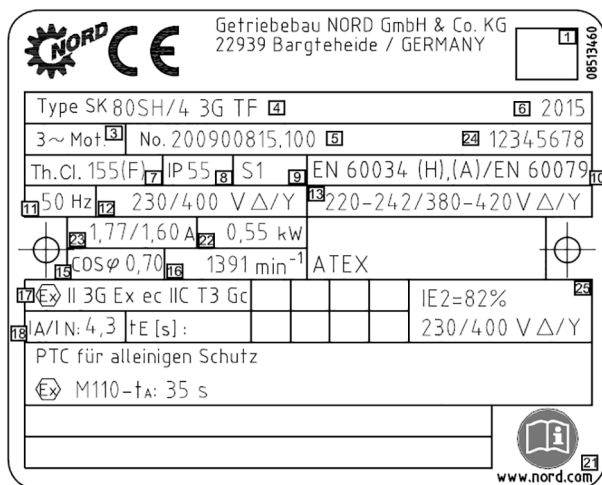 NORD CE Getriebebau NORD GmbH & Co. KG 1
22939 Bargteheide / GERMANY
08513460
Type SK 80SH/4 3G TF 4 6 2015
3~ Mot. 3 No. 200900815.100 5 24 12345678
Th.Cl. 155(F) 7 IP 55 8 S1 9 EN 60034 (H),(A)/EN 60079 10
11 50 Hz 12 230/400 V Δ/Y 13 220-242/380-420V Δ/Y
23 1,77/1,60 A 22 0,55 kW
15 COSφ 0,70 16 1391 min⁻¹ ATEX
17 Ex II 3G Ex ec IIC T3 Gc IE2=82% 25
18 IA/IN: 4,3 tE [s] : 230/400 V Δ/Y
PTC für alleinigen Schutz
Ex M110-tA: 35 s
i
21
www.nord.com